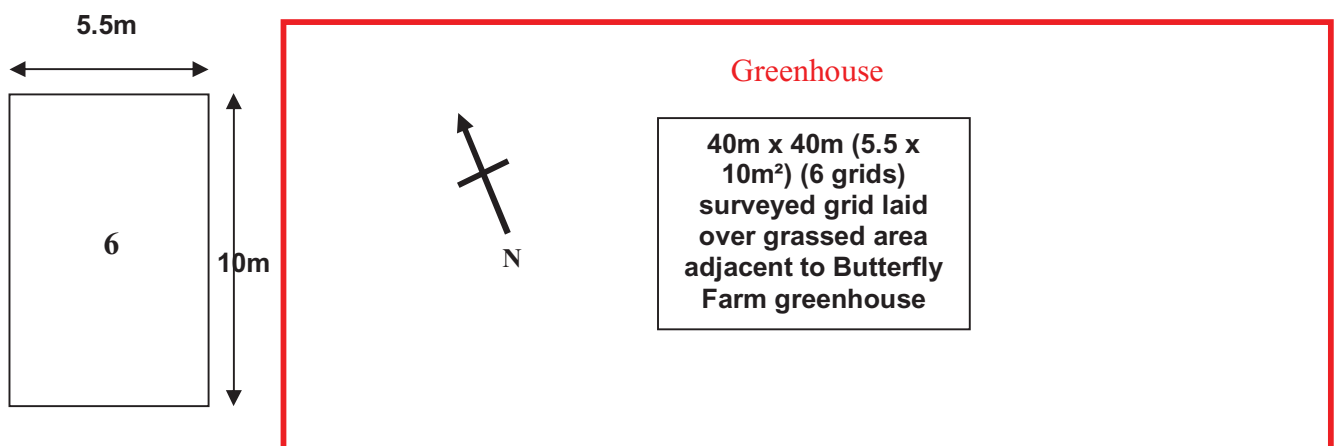 5.5m
Greenhouse
40m x 40m (5.5 x
10m²) (6 grids)
surveyed grid laid
over grassed area
adjacent to Butterfly
Farm greenhouse
6
10m
N